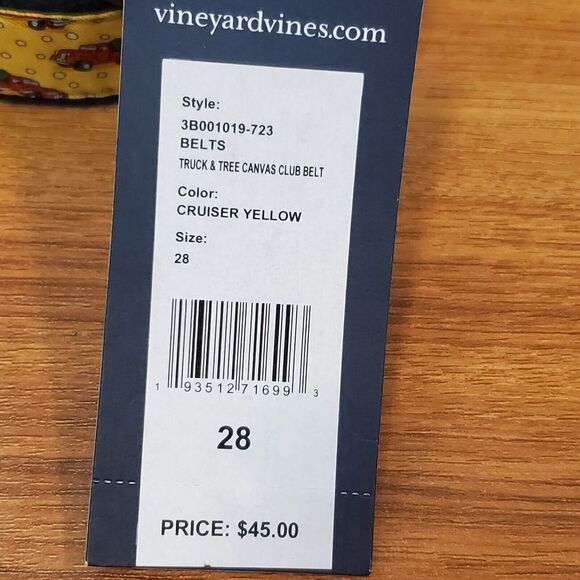 vineyardvines.com
Style:
3B001019-723
BELTS
TRUCK & TREE CANVAS CLUB BELT
Color:
CRUISER YELLOW
Size:
28
1 93512 71699 3
28
PRICE: $45.00